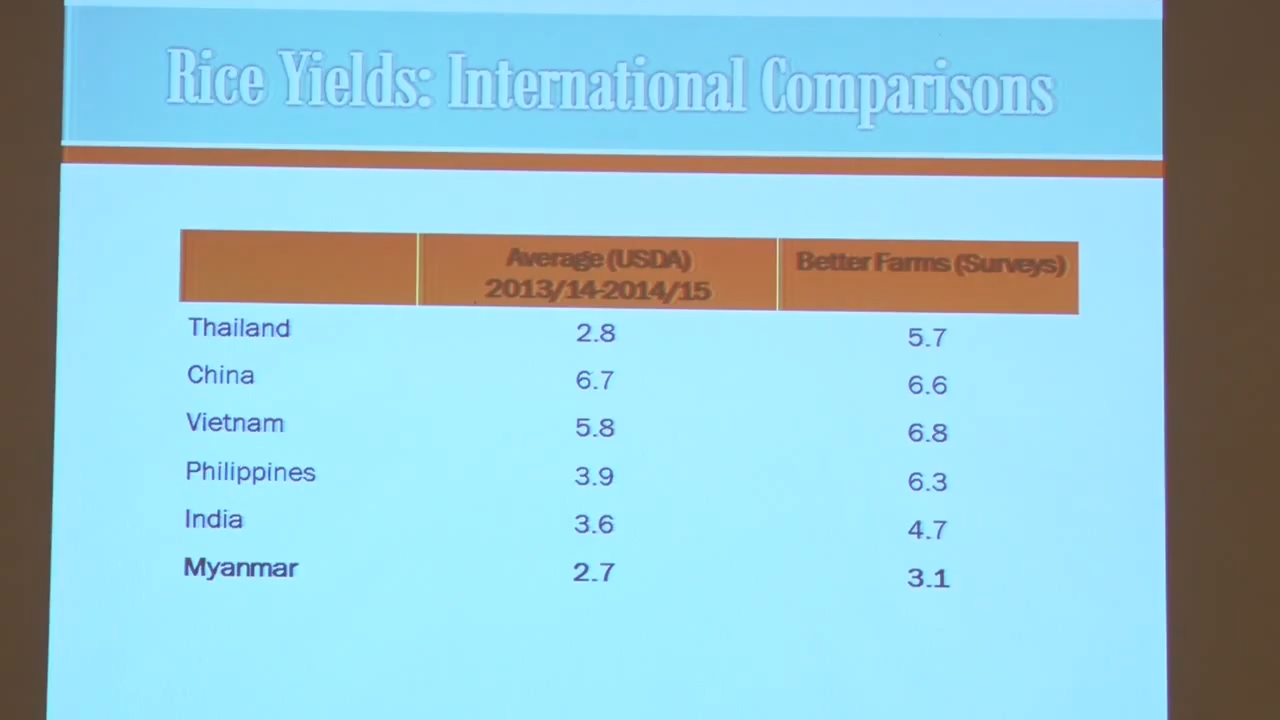 Rice Yields: International Comparisons
Average (USDA) Better Farms (Surveys)
2013/14-2014/15
Thailand 2.8 5.7
China 6.7 6.6
Vietnam 5.8 6.8
Philippines 3.9 6.3
India 3.6 4.7
Myanmar 2.7 3.1